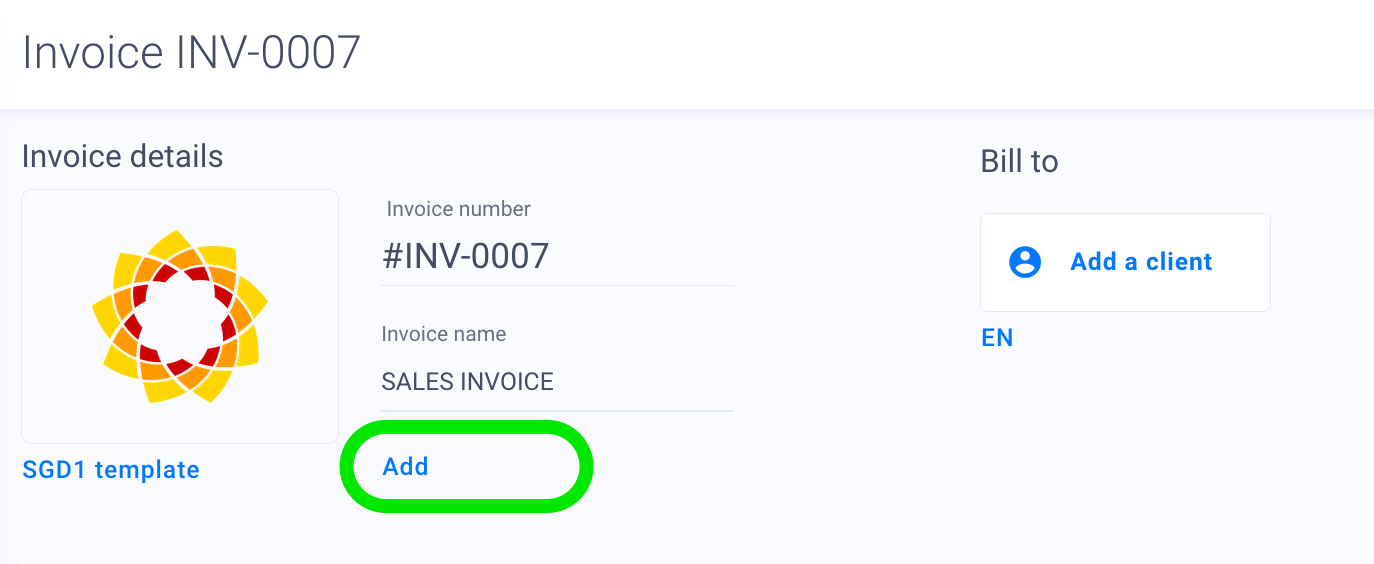 Invoice INV-0007
Invoice details
Invoice number
#INV-0007
Invoice name
SALES INVOICE
Add
SGD1 template
Bill to
Add a client
EN